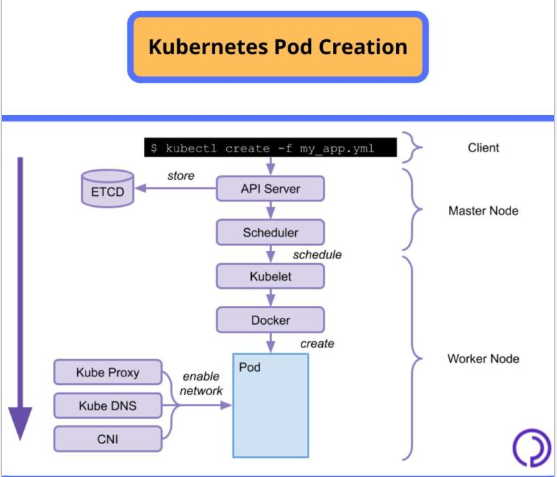 Kubernetes Pod Creation
$ kubectl create -f my_app.yml
Client
store
ETCD
API Server
Master Node
Scheduler
schedule
Kubelet
Docker
create
Worker Node
Pod
Kube Proxy
enable
network
Kube DNS
CNI